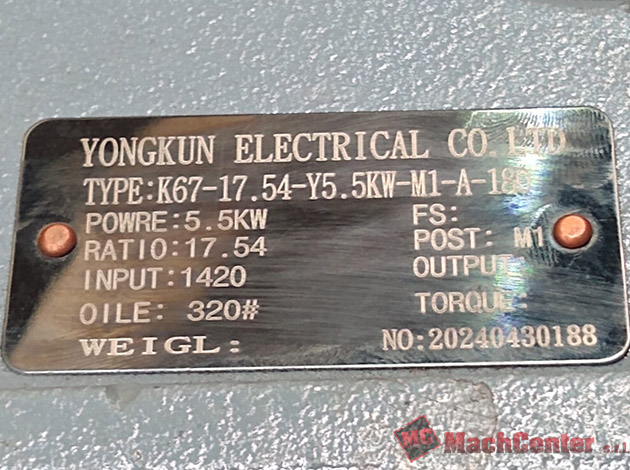 YONGKUN ELECTRICAL CO.LTD
TYPE:K67-17.54-Y5.5KW-M1-A-180
POWRE:5.5KW
FS:
RATIO:17.54
POST: M1
INPUT:1420
OUTPUT:
OILE: 320#
TORQUE:
WEIGL:
NO:20240430188
MC MachCenter s.r.l.